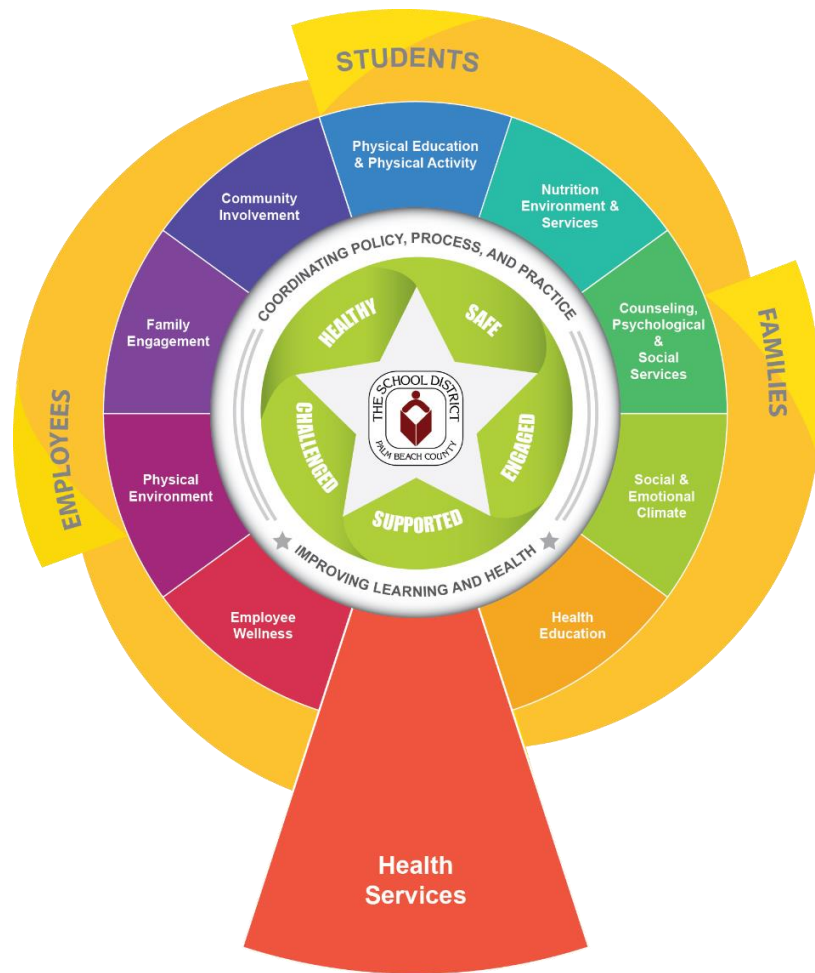 STUDENTS
FAMILIES
EMPLOYEES
Physical Education
& Physical Activity
Nutrition
Environment &
Services
Counseling,
Psychological
&
Social
Services
Social &
Emotional
Climate
Health
Education
Health
Services
Employee
Wellness
Physical
Environment
Family
Engagement
Community
Involvement
COORDINATING POLICY, PROCESS, AND PRACTICE
IMPROVING LEARNING AND HEALTH
HEALTHY
SAFE
ENGAGED
SUPPORTED
CHALLENGED
THE SCHOOL DISTRICT
PALM BEACH COUNTY